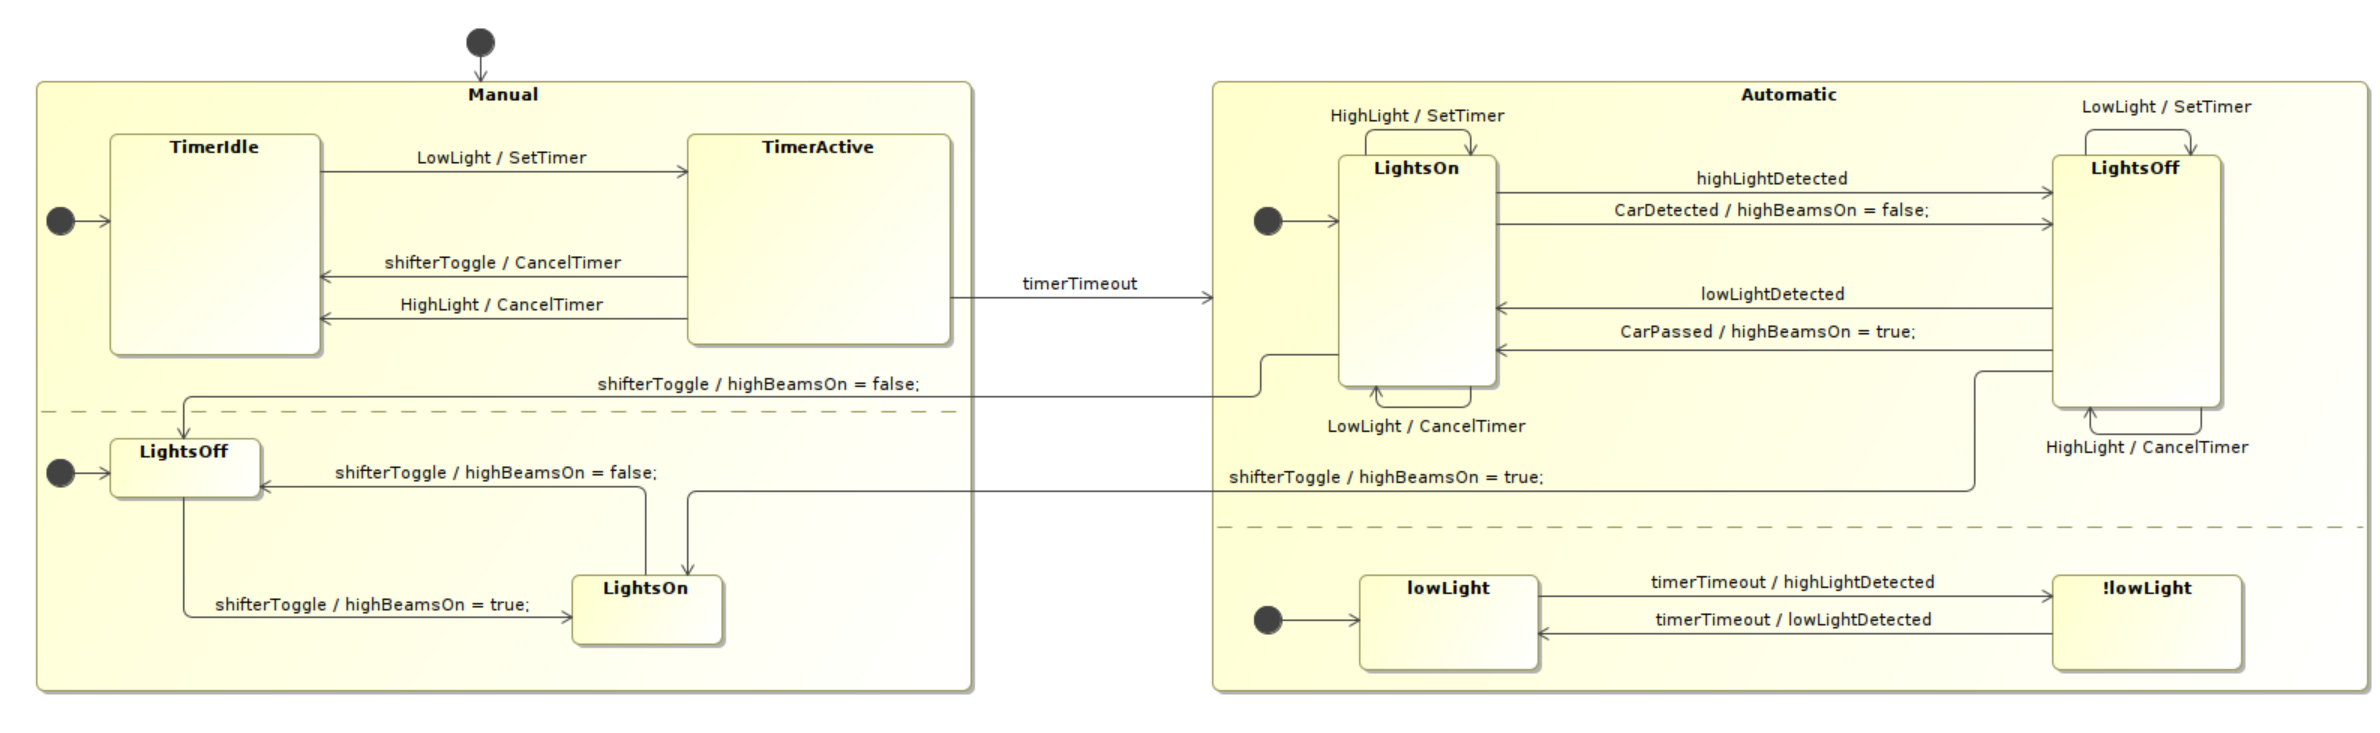 Manual
TimerIdle
TimerActive
LowLight / SetTimer
shifterToggle / CancelTimer
HighLight / CancelTimer
timerTimeout
LightsOff
shifterToggle / highBeamsOn = false;
shifterToggle / highBeamsOn = true;
LightsOn
Automatic
HighLight / SetTimer
LowLight / SetTimer
LightsOn
LightsOff
highLightDetected
CarDetected / highBeamsOn = false;
lowLightDetected
CarPassed / highBeamsOn = true;
shifterToggle / highBeamsOn = false;
LowLight / CancelTimer
HighLight / CancelTimer
shifterToggle / highBeamsOn = true;
lowLight
timerTimeout / highLightDetected
timerTimeout / lowLightDetected
!lowLight